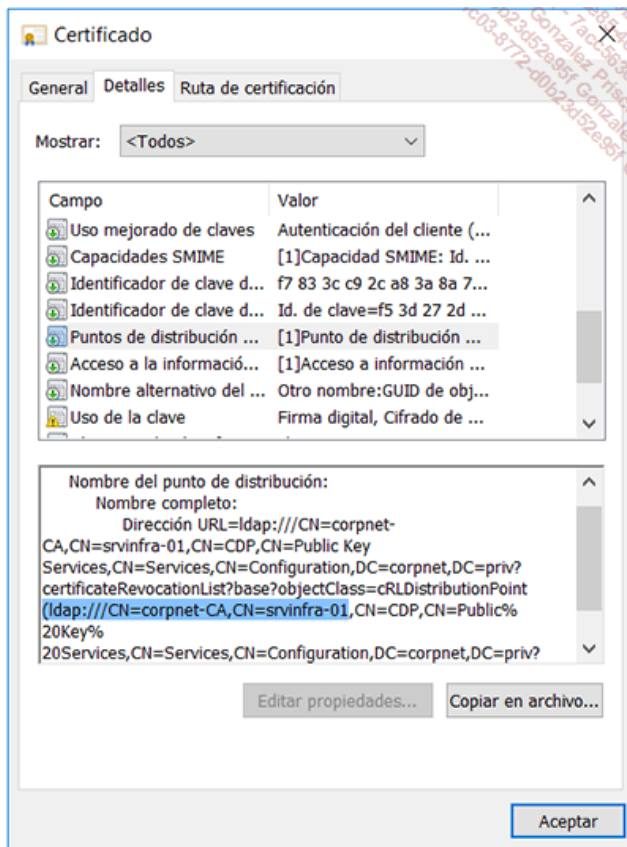 Certificado
General Detalles Ruta de certificación
Mostrar: <Todos>
Campo Valor
Uso mejorado de claves Autenticación del cliente (...
Capacidades SMIME [1]Capacidad SMIME: Id. ...
Identificador de clave d... f7 83 3c c9 2c a8 3a 8a 7...
Identificador de clave d... Id. de clave=f5 3d 27 2d ...
Puntos de distribución ... [1]Punto de distribución ...
Acceso a la informació... [1]Acceso a información ...
Nombre alternativo del ... Otro nombre:GUID de obj...
Uso de la clave Firma digital, Cifrado de ...
Nombre del punto de distribución:
Nombre completo:
Dirección URL=ldap:///CN=corpnet-
CA,CN=srvinfra-01,CN=CDP,CN=Public Key
Services,CN=Services,CN=Configuration,DC=corpnet,DC=priv?
certificateRevocationList?base?objectClass=cRLDistributionPoint
(ldap:///CN=corpnet-CA,CN=srvinfra-01,CN=CDP,CN=Public%
20Key%
20Services,CN=Services,CN=Configuration,DC=corpnet,DC=priv?
Editar propiedades... Copiar en archivo...
Aceptar